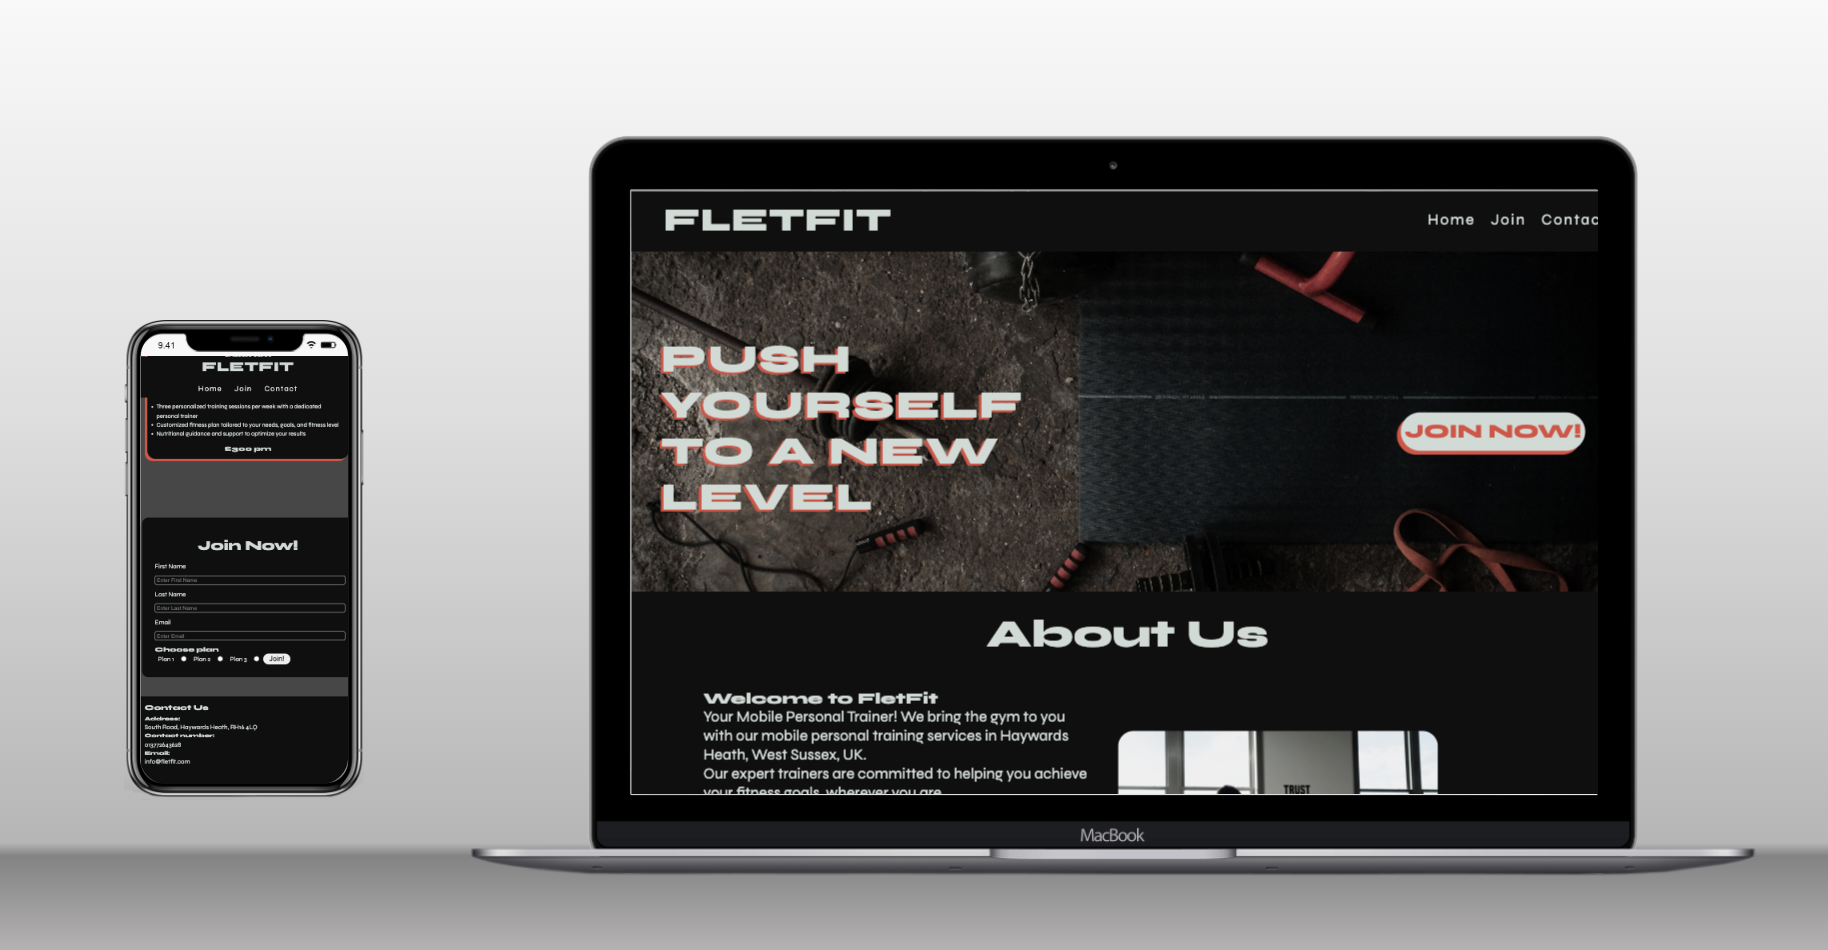 9.41
FLETFIT
Home Join Contact
Three personalized training sessions per week with a dedicated
personal trainer
Customized fitness plan tailored to your needs, goals, and fitness level
Nutritional guidance and support to optimize your results
£300 pm
Join Now!
First Name
Enter First Name
Last Name
Enter Last Name
Email
Enter Email
Choose plan
Plan 1 Plan 2 Plan 3 Join!
Contact Us
Address:
South Road, Haywards Heath, RH16 4LQ
Contact number:
Email:
info@fletfit.com
FLETFIT
Home Join Contac
PUSH
YOURSELF
TO A NEW
LEVEL
JOIN NOW!
About Us
Welcome to FletFit
Your Mobile Personal Trainer! We bring the gym to you
with our mobile personal training services in Haywards
Heath, West Sussex, UK.
Our expert trainers are committed to helping you achieve
your fitness goals, wherever you are.
TRUST
MacBook